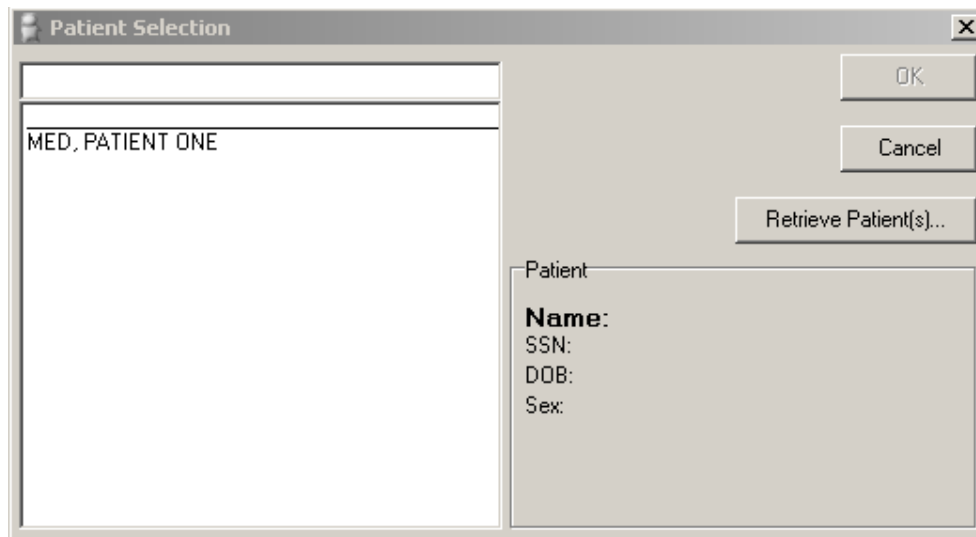 Patient Selection
OK
MED, PATIENT ONE
Cancel
Retrieve Patient(s)...
Patient
Name:
SSN:
DOB:
Sex: